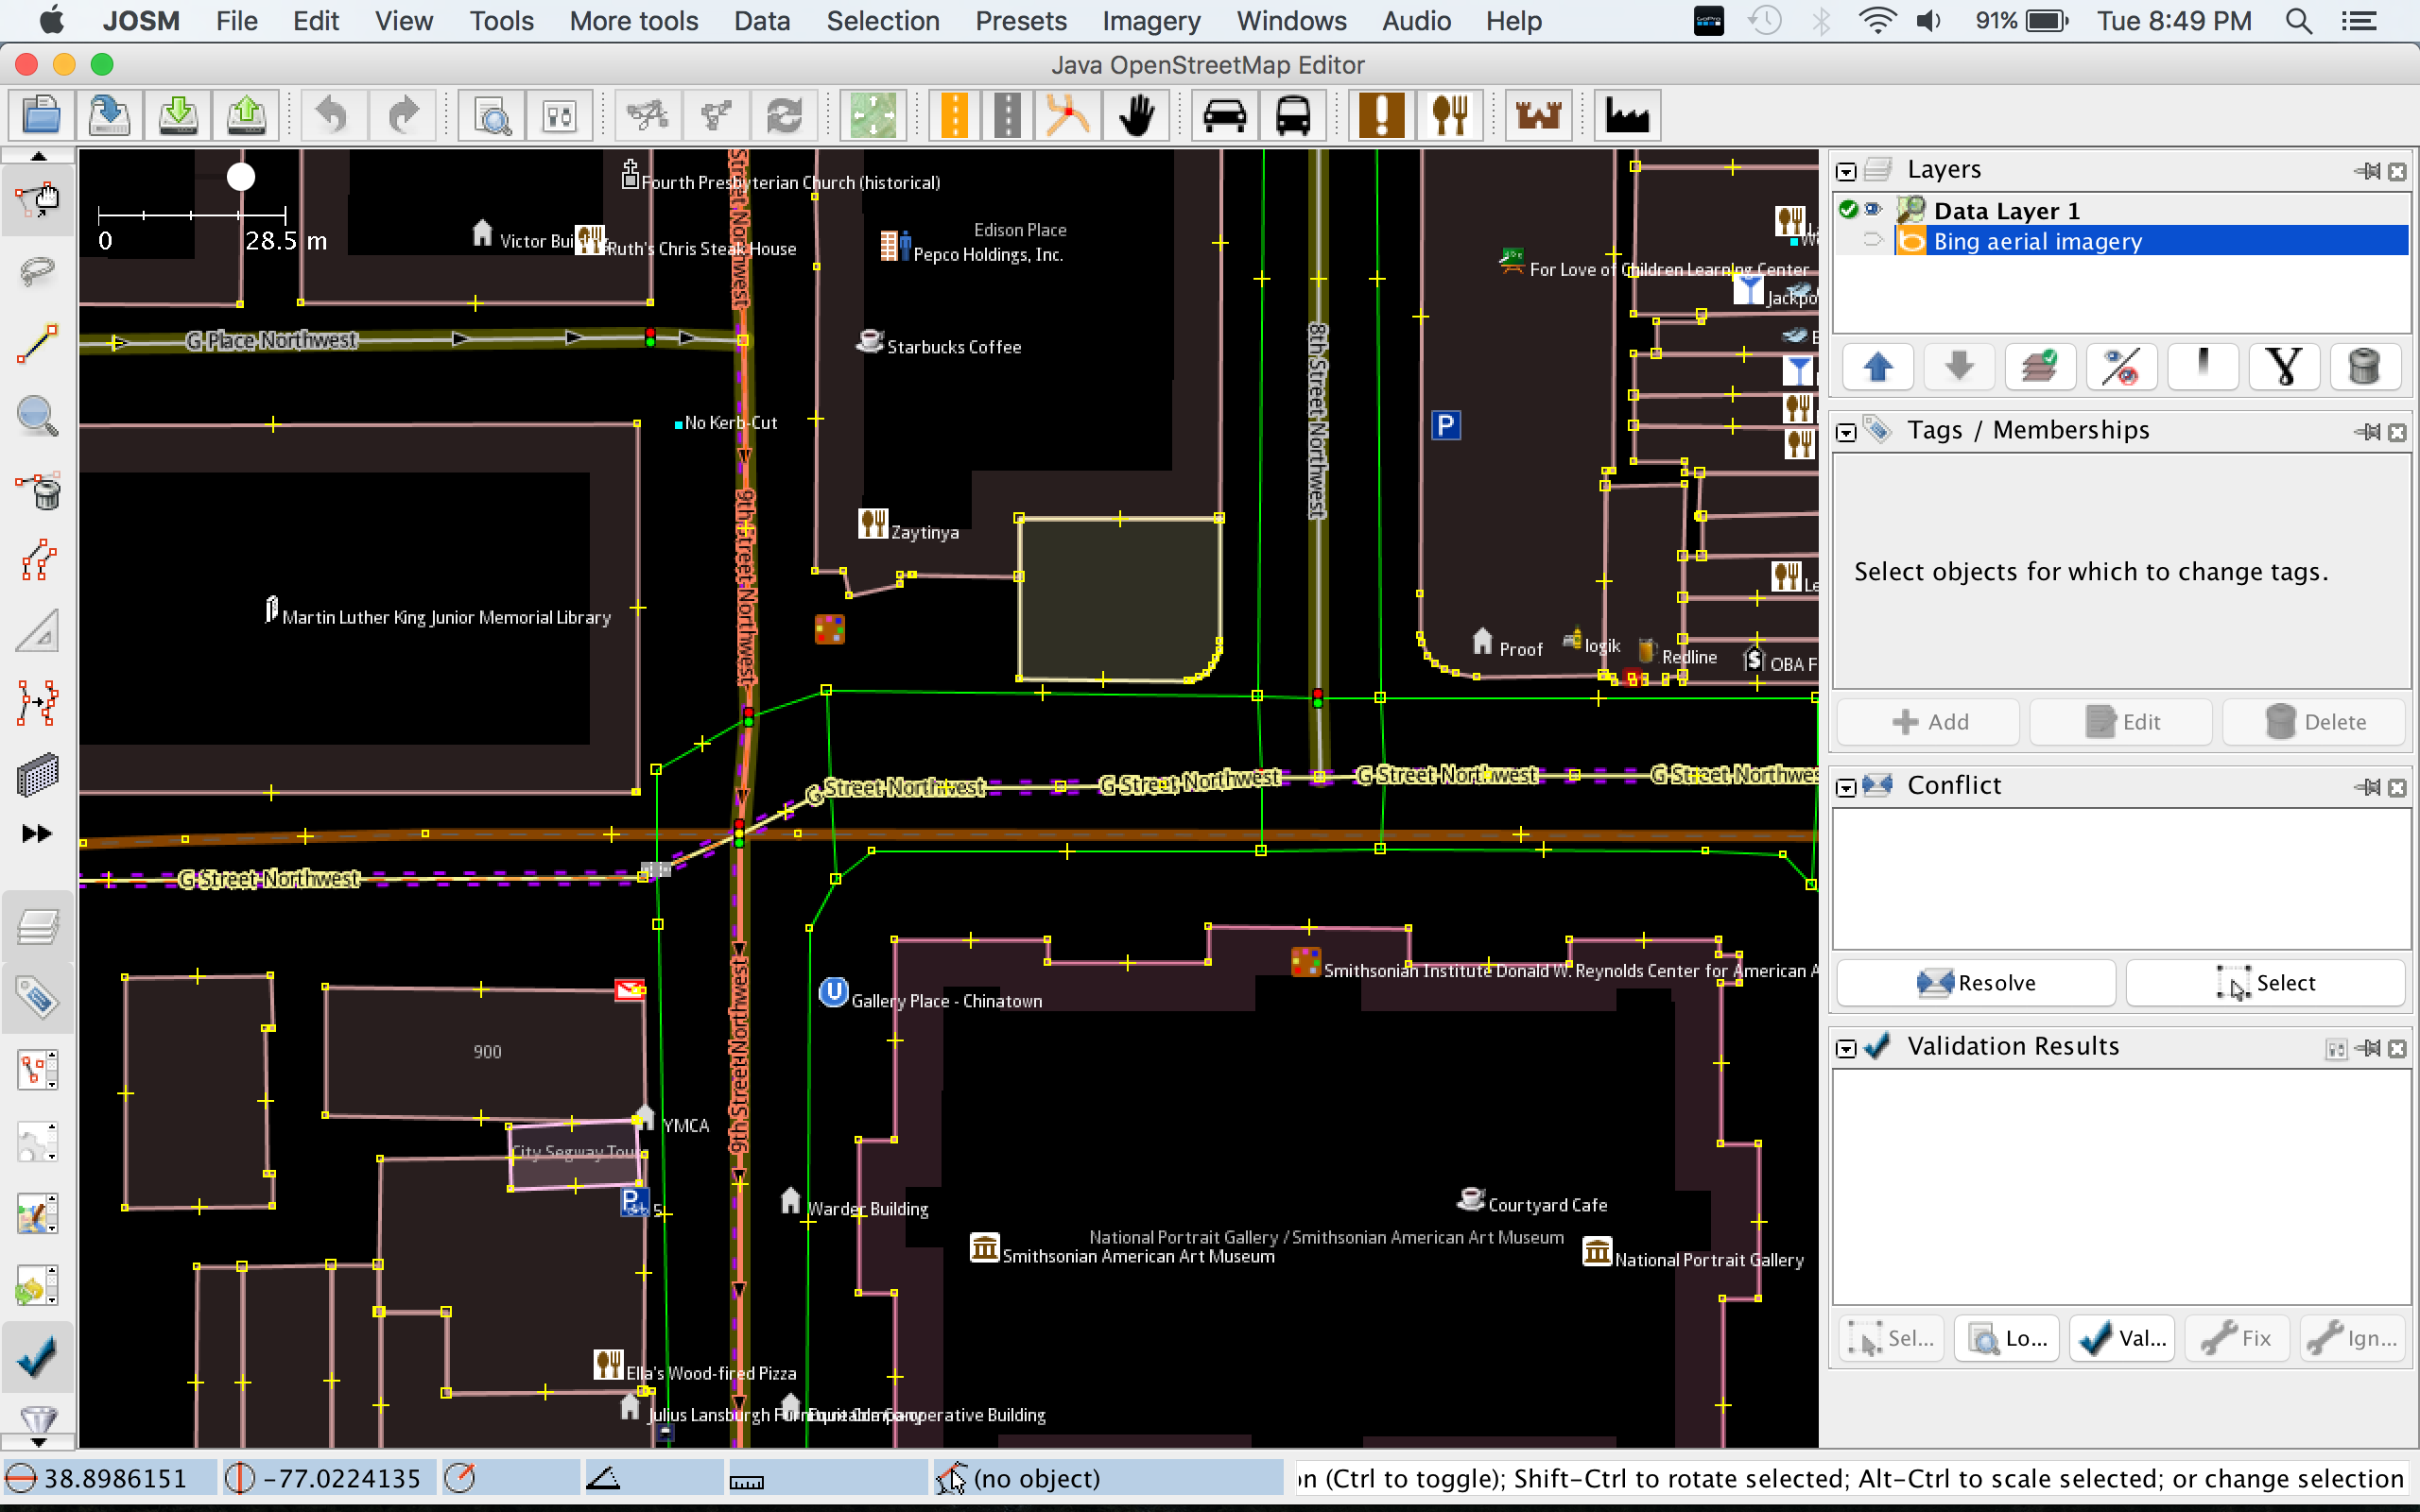 JOSM File Edit View Tools More tools Data Selection Presets Imagery Windows Audio Help 91% Tue 8:49 PM
Java OpenStreetMap Editor
0 28.5 m
Fourth Presbyterian Church (historical)
Victor
Ruth's Chris Steak House
Edison Place
Pepco Holdings, Inc.
For Love of Children Learning Center
Street Northwest
G Place Northwest
Starbucks Coffee
8th Street Northwest
P
No Kerb-Cut
9th Street Northwest
Zaytinya
Martin Luther King Junior Memorial Library
Proof
logik
Redline
OBA F
G Street Northwest
G Street Northwest
G Street Northwest
G Street Northwes
G Street Northwest
Smithsonian Institute Donald W. Reynolds Center for American A
U
Gallery Place - Chinatown
900
9th Street Northwest
YMCA
City Segway Tour
P
Warder Building
Courtyard Cafe
National Portrait Gallery / Smithsonian American Art Museum
Smithsonian American Art Museum
National Portrait Gallery
Ella's Wood-fired Pizza
Julius Lansburgh
Building
Layers
Data Layer 1
Bing aerial imagery
Tags / Memberships
Select objects for which to change tags.
Add Edit Delete
Conflict
Resolve Select
Validation Results
Sel... Lo... Val... Fix Ign...
38.8986151 -77.0224135 (no object) n (Ctrl to toggle); Shift-Ctrl to rotate selected; Alt-Ctrl to scale selected; or change selection